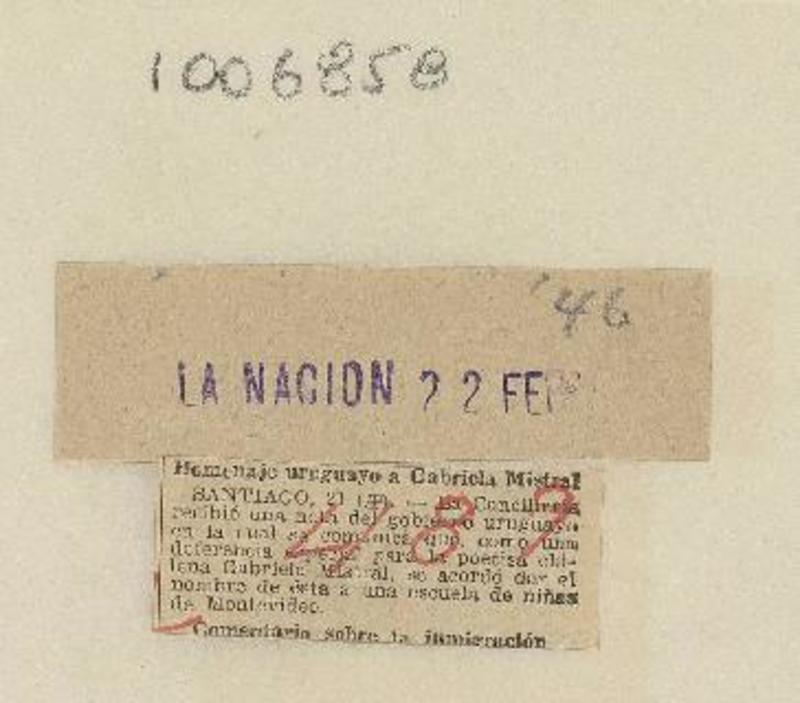 1006858
'46
LA NACION 22 FEB
Homenaje uruguayo a Gabriela Mistral
SANTIAGO, 21 — La Cancillería
recibió una nota del gobierno uruguayo
en la cual se comunica que, como una
deferencia especial para la poetisa chi-
lena Gabriela Mistral, se acordó dar el
nombre de ésta a una escuela de niñas
de Montevideo.
Comentario sobre la inmigración